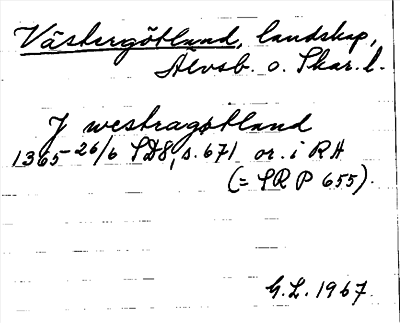 Västergötland, landskap,
Älvsb. o. Skar. l.
J westragøtland
1365 26/6 SD8, s. 671 or. i RA
(= SRP 655).
G.L. 1967.